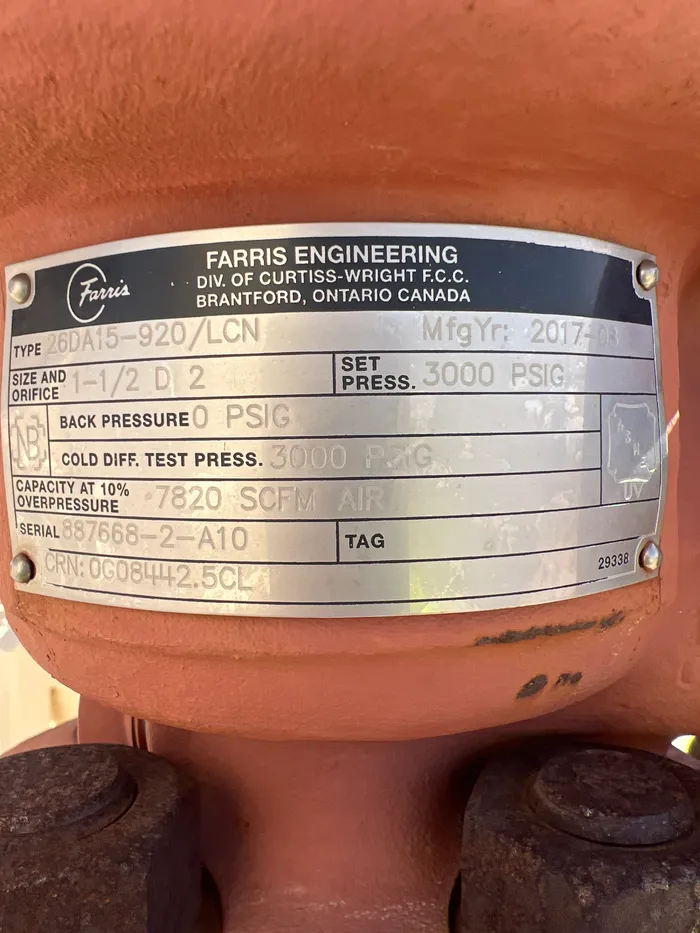 Farris
FARRIS ENGINEERING
DIV. OF CURTISS-WRIGHT F.C.C.
BRANTFORD, ONTARIO CANADA
TYPE 26DA15-920/LCN MfgYr: 2017-08
SIZE AND ORIFICE 1-1/2 D 2
SET PRESS. 3000 PSIG
NB
BACK PRESSURE 0 PSIG
COLD DIFF. TEST PRESS. 3000 PSIG
CAPACITY AT 10% OVERPRESSURE 7820 SCFM AIR
UV
SERIAL 887668-2-A10
TAG
CRN: 0G08442.5CL
29338